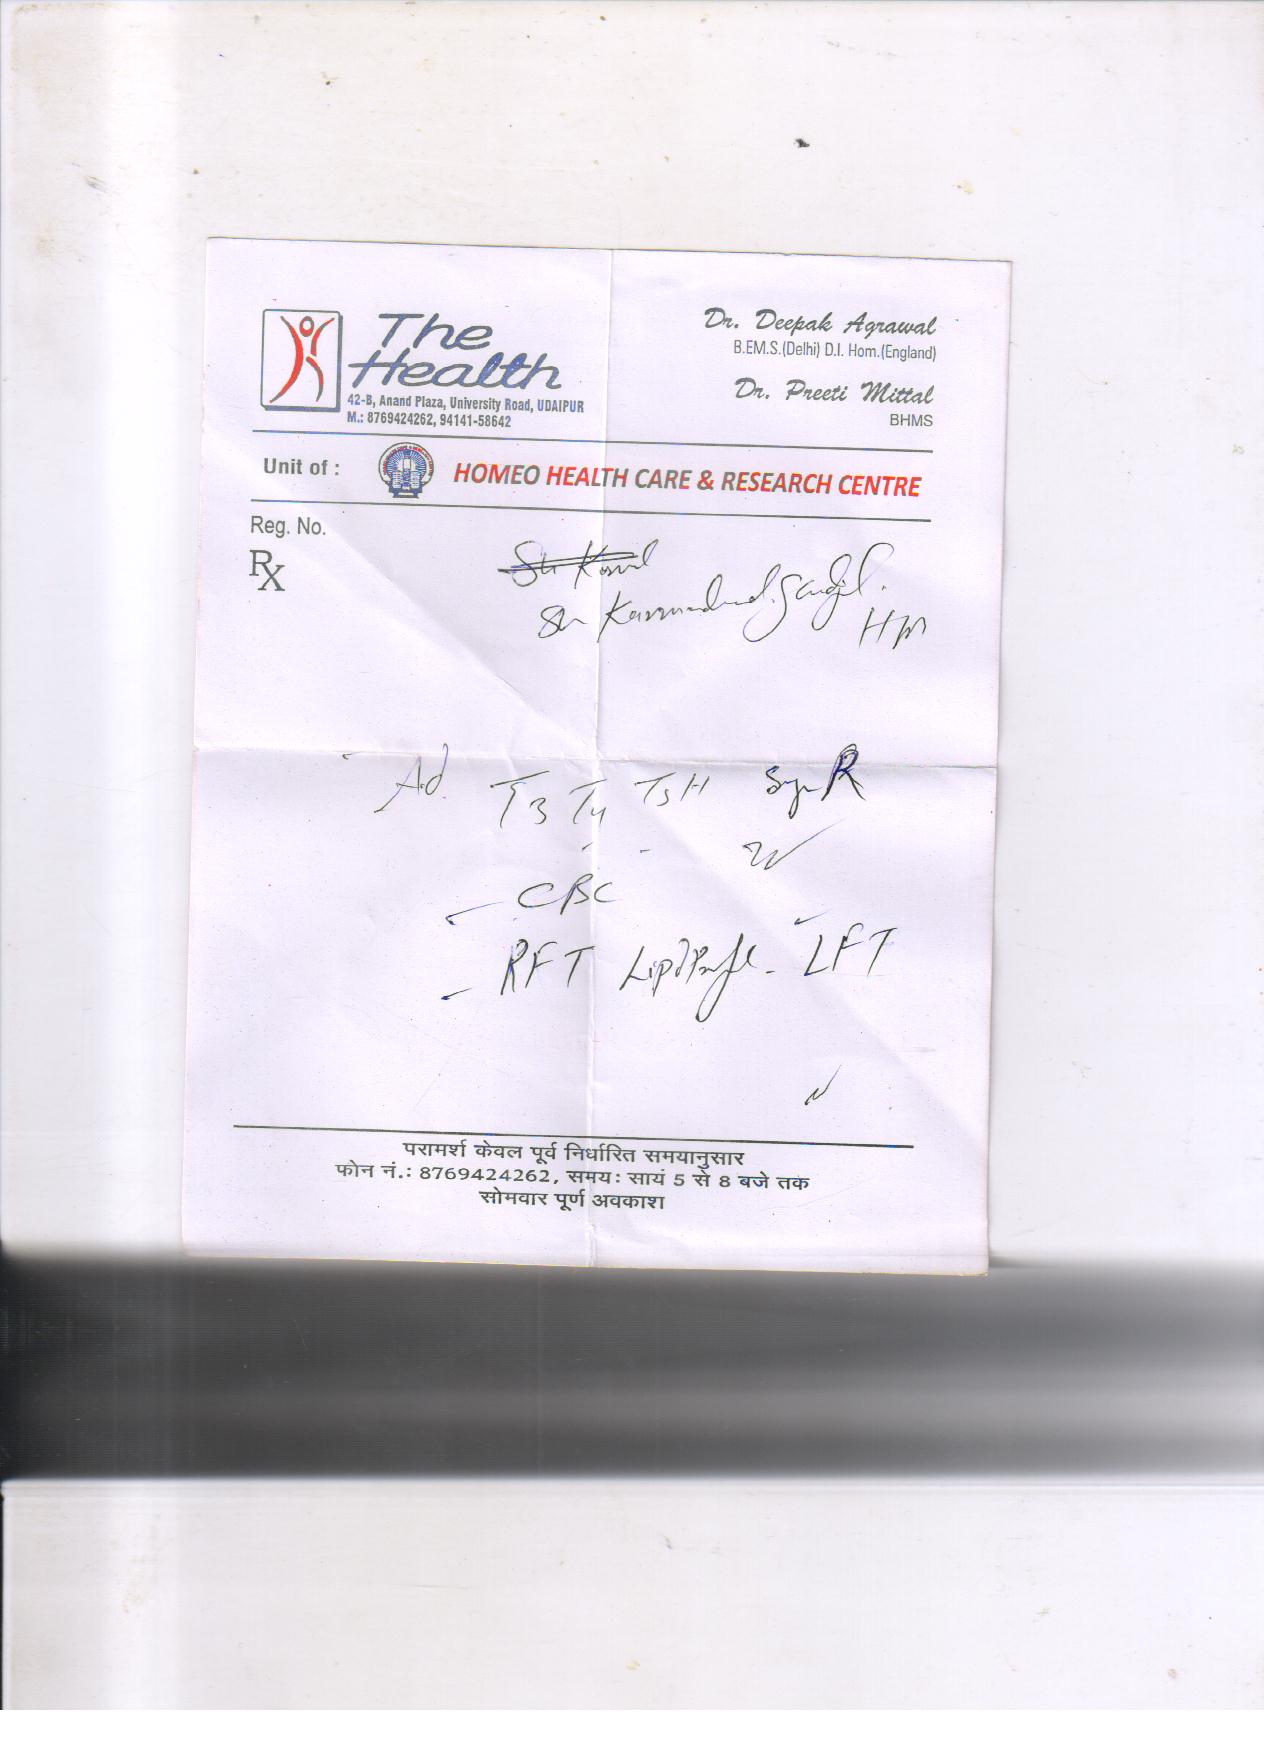 The
Health
42-B, Anand Plaza, University Road, UDAIPUR
M.: 8769424262, 94141-58642
Dr. Deepak Agrawal
B.EM.S.(Delhi) D.I. Hom.(England)
Dr. Preeti Mittal
BHMS
Unit of : HOMEO HEALTH CARE & RESEARCH CENTRE
Reg. No.
Rx
Ad. T3 T4 TSH
CBC
RFT Lipid Profile - LFT
परामर्श केवल पूर्व निर्धारित समयानुसार
फोन नं.: 8769424262, समय: सायं 5 से 8 बजे तक
सोमवार पूर्ण अवकाश